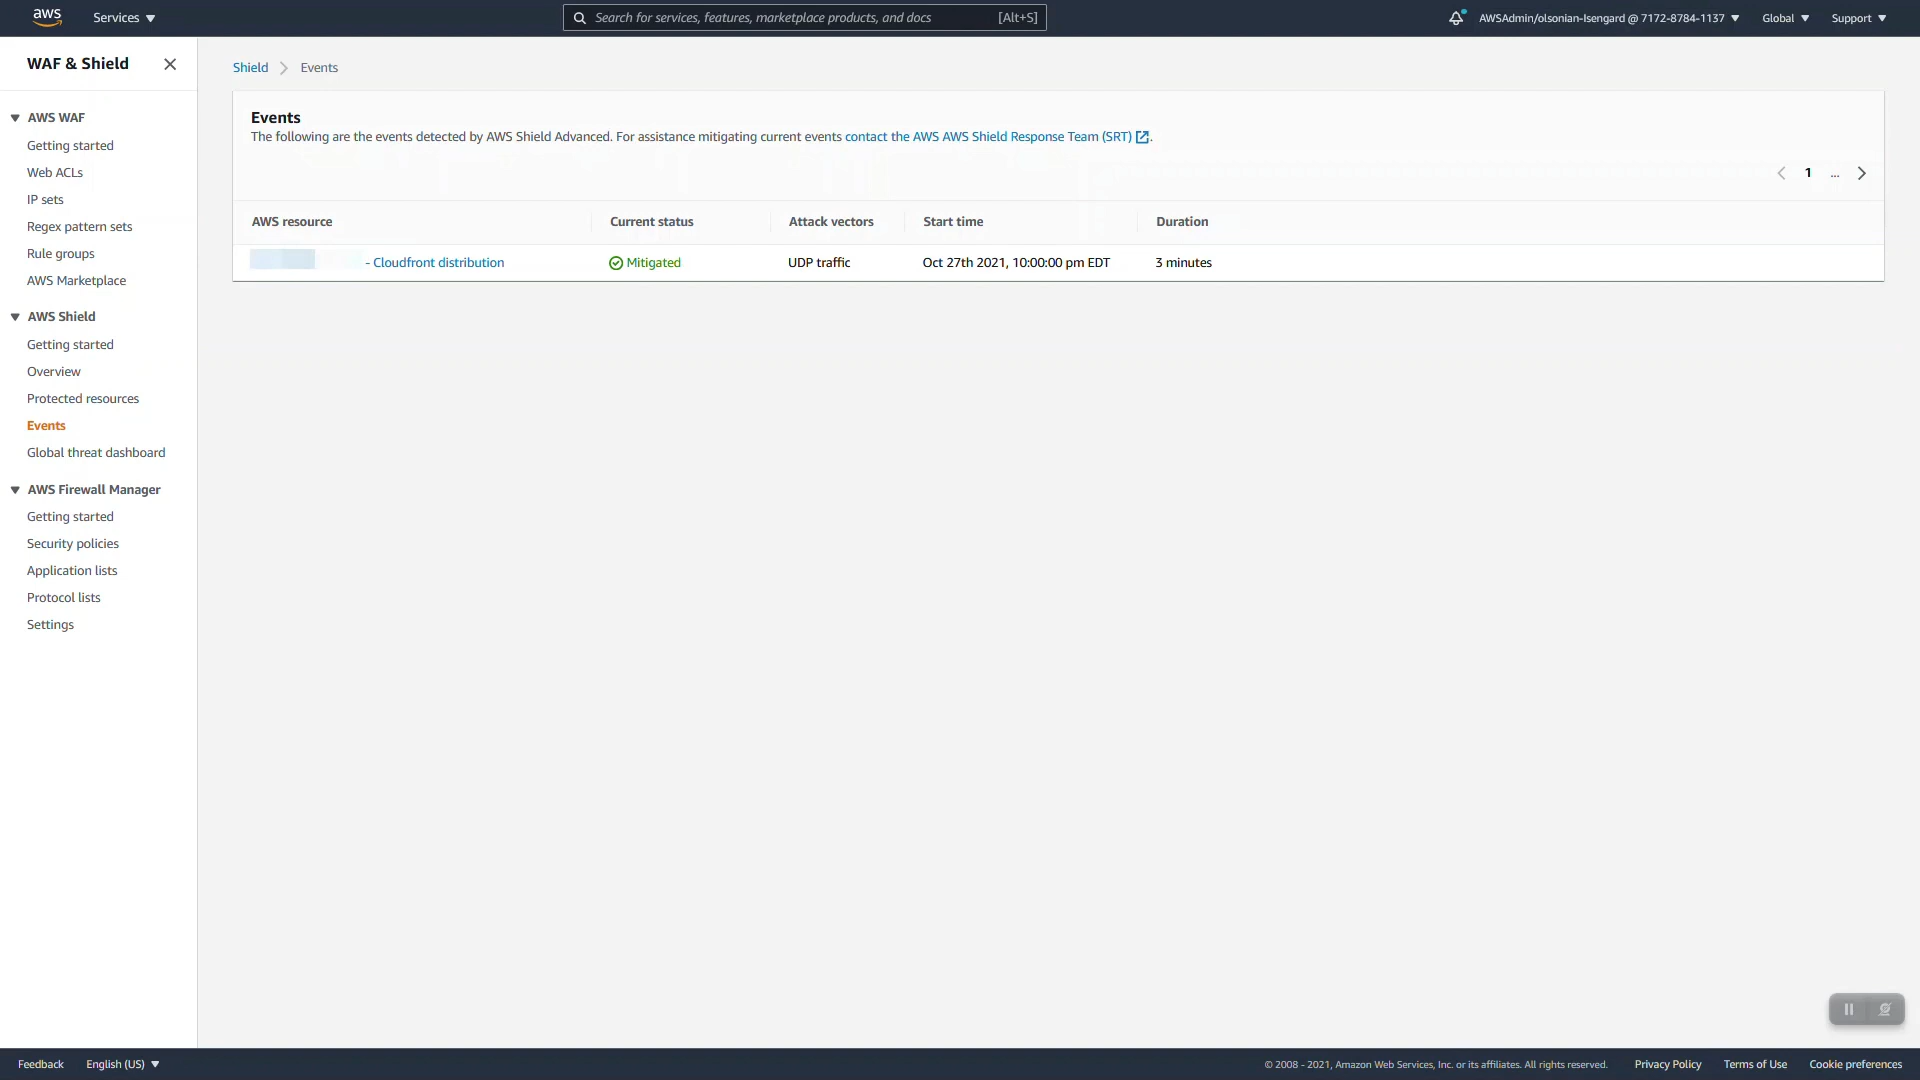 aws
Services
Search for services, features, marketplace products, and docs
[Alt+S]
AWSAdmin/olsonian-Isengard @ 7172-8784-1137
Global
Support
WAF & Shield
AWS WAF
Getting started
Web ACLs
IP sets
Regex pattern sets
Rule groups
AWS Marketplace
AWS Shield
Getting started
Overview
Protected resources
Events
Global threat dashboard
AWS Firewall Manager
Getting started
Security policies
Application lists
Protocol lists
Settings
Shield
Events
Events
The following are the events detected by AWS Shield Advanced. For assistance mitigating current events contact the AWS AWS Shield Response Team (SRT).
1 ...
AWS resource
Current status
Attack vectors
Start time
Duration
- Cloudfront distribution
Mitigated
UDP traffic
Oct 27th 2021, 10:00:00 pm EDT
3 minutes
Feedback
English (US)
© 2008 - 2021, Amazon Web Services, Inc. or its affiliates. All rights reserved.
Privacy Policy
Terms of Use
Cookie preferences